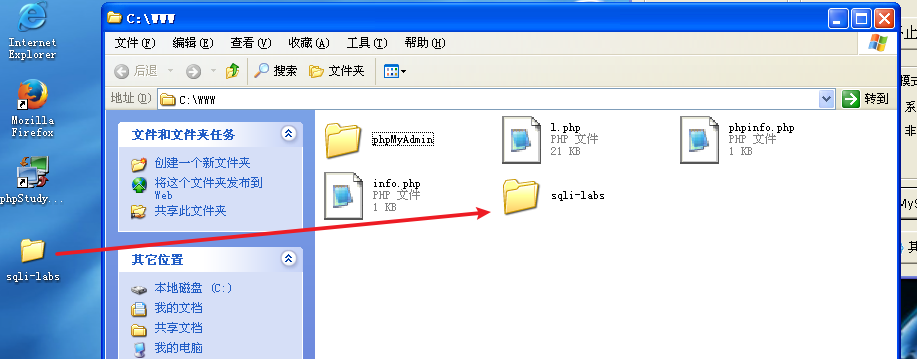 C:\WWW
Internet
Explorer
Mozilla
Firefox
phpStudy...
sqli-labs
文件(F) 编辑(E) 查看(V) 收藏(A) 工具(T) 帮助(H)
后退 搜索 文件夹
地址(D) C:\WWW 转到
文件和文件夹任务
创建一个新文件夹
将这个文件夹发布到
Web
共享此文件夹
其它位置
本地磁盘 (C:)
我的文档
共享文档
我的电脑
phpMyAdmin
l.php
PHP 文件
21 KB
phpinfo.php
PHP 文件
1 KB
info.php
PHP 文件
1 KB
sqli-labs
止
模式
系
非
MyS
其